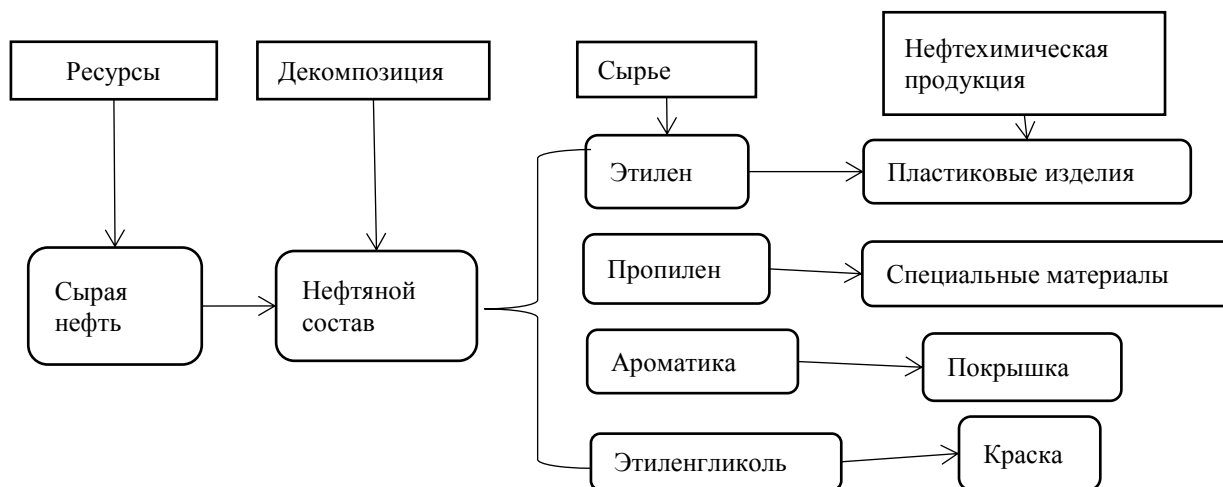 Ресурсы
Декомпозиция
Сырье
Нефтехимическая
продукция
Этилен
Пластиковые изделия
Сырая
нефть
Нефтяной
состав
Пропилен
Специальные материалы
Ароматика
Покрышка
Этиленгликоль
Краска